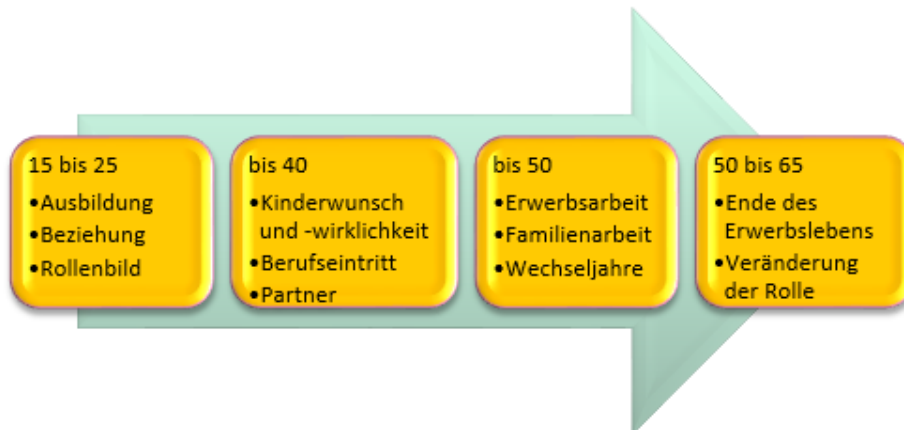 15 bis 25
•Ausbildung
•Beziehung
•Rollenbild
bis 40
•Kinderwunsch
und -wirklichkeit
•Berufseintritt
•Partner
bis 50
•Erwerbsarbeit
•Familienarbeit
•Wechseljahre
50 bis 65
•Ende des
Erwerbslebens
•Veränderung
der Rolle